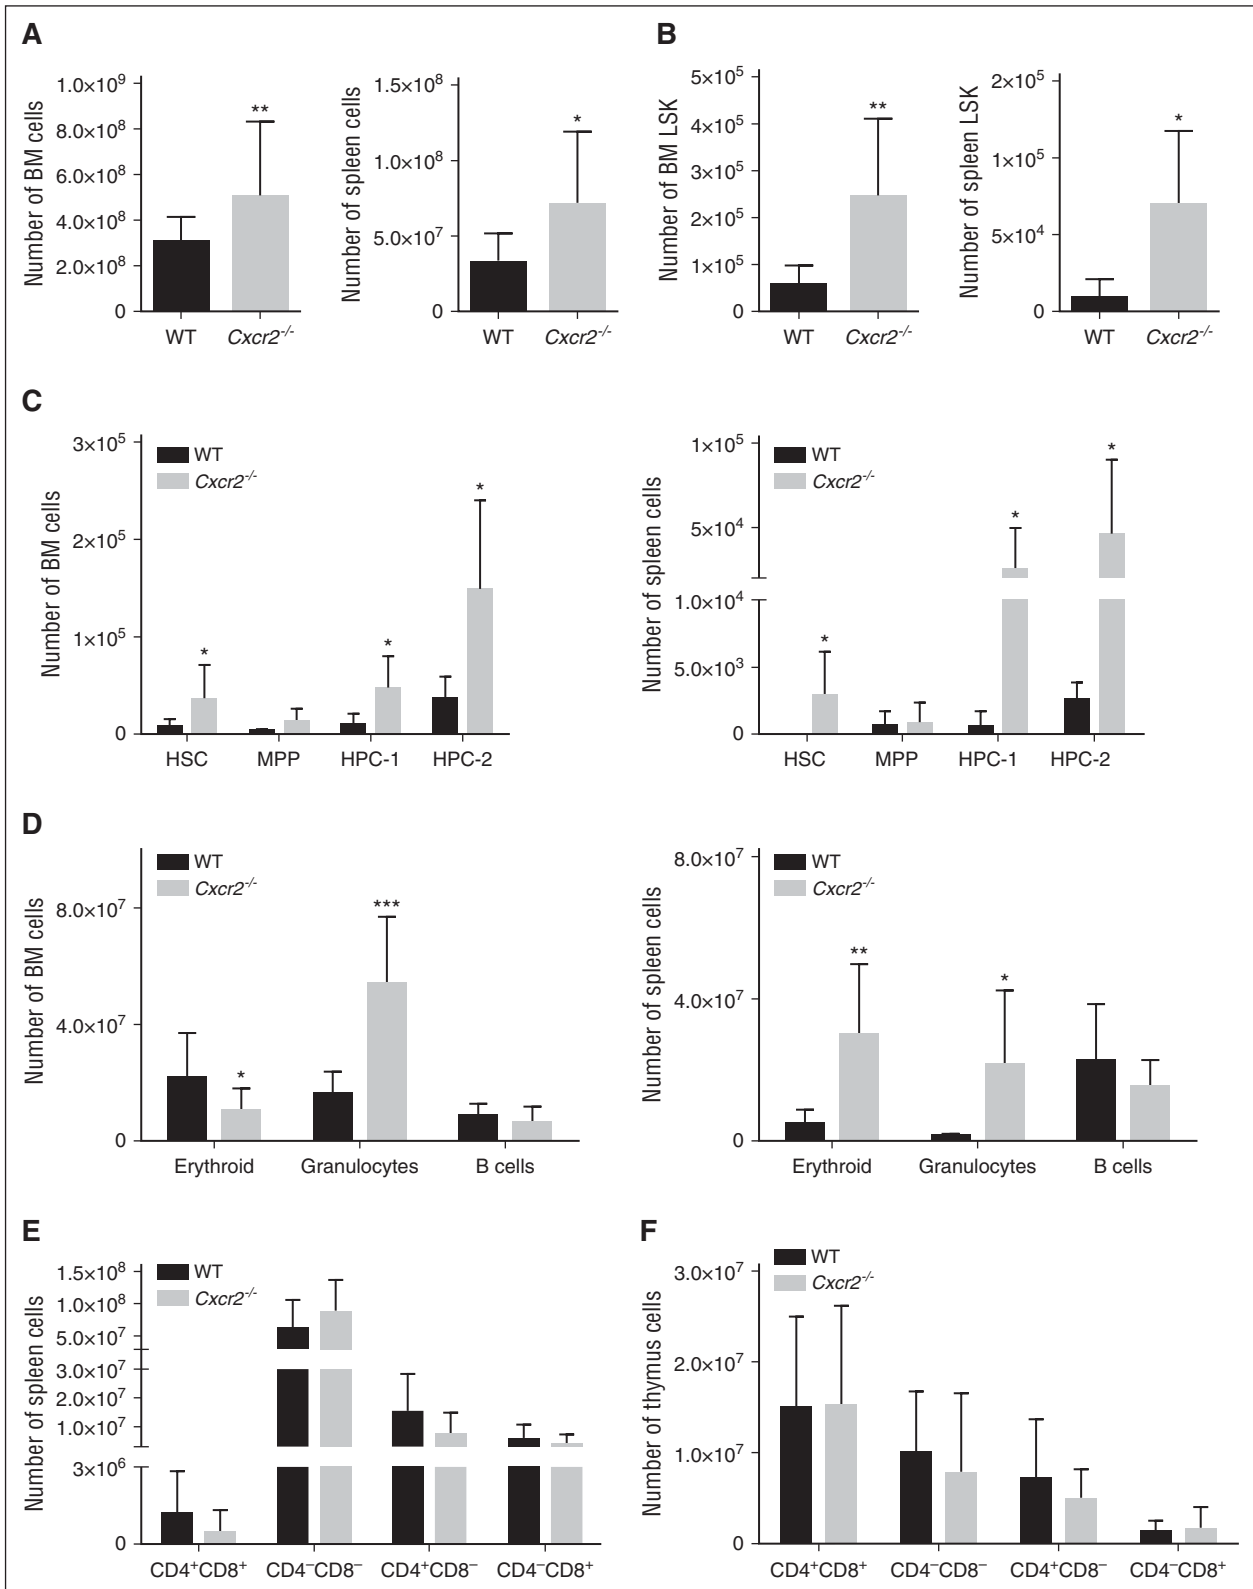 A
Number of BM cells
1.0×10⁹
8.0×10⁸
6.0×10⁸
4.0×10⁸
2.0×10⁸
0
**
WT
Cxcr2⁻/⁻
Number of spleen cells
1.5×10⁸
1.0×10⁸
5.0×10⁷
0
*
WT
Cxcr2⁻/⁻
B
Number of BM LSK
5×10⁵
4×10⁵
3×10⁵
2×10⁵
1×10⁵
0
**
WT
Cxcr2⁻/⁻
Number of spleen LSK
2×10⁵
1×10⁵
5×10⁴
0
*
WT
Cxcr2⁻/⁻
C
Number of BM cells
3×10⁵
2×10⁵
1×10⁵
0
WT
Cxcr2⁻/⁻
*
*
*
HSC
MPP
HPC-1
HPC-2
Number of spleen cells
1×10⁵
5×10⁴
1.0×10⁴
5.0×10³
0
WT
Cxcr2⁻/⁻
*
*
*
HSC
MPP
HPC-1
HPC-2
D
Number of BM cells
8.0×10⁷
4.0×10⁷
0
WT
Cxcr2⁻/⁻
*
***
Erythroid
Granulocytes
B cells
Number of spleen cells
8.0×10⁷
4.0×10⁷
0
WT
Cxcr2⁻/⁻
**
*
Erythroid
Granulocytes
B cells
E
Number of spleen cells
1.5×10⁸
1.0×10⁸
5.0×10⁷
3.0×10⁷
2.0×10⁷
1.0×10⁷
3×10⁶
0
WT
Cxcr2⁻/⁻
CD4⁺CD8⁺
CD4⁻CD8⁻
CD4⁺CD8⁻
CD4⁻CD8⁺
F
Number of thymus cells
3.0×10⁷
2.0×10⁷
1.0×10⁷
0
WT
Cxcr2⁻/⁻
CD4⁺CD8⁺
CD4⁻CD8⁻
CD4⁺CD8⁻
CD4⁻CD8⁺